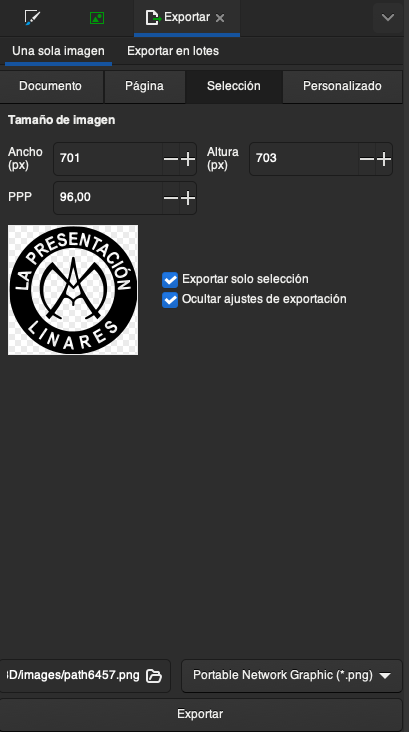 Exportar
Una sola imagen Exportar en lotes
Documento Página Selección Personalizado
Tamaño de imagen
Ancho (px) 701 Altura (px) 703
PPP 96,00
LA PRESENTACIÓN
LINARES
Exportar solo selección
Ocultar ajustes de exportación
D/images/path6457.png Portable Network Graphic (*.png)
Exportar